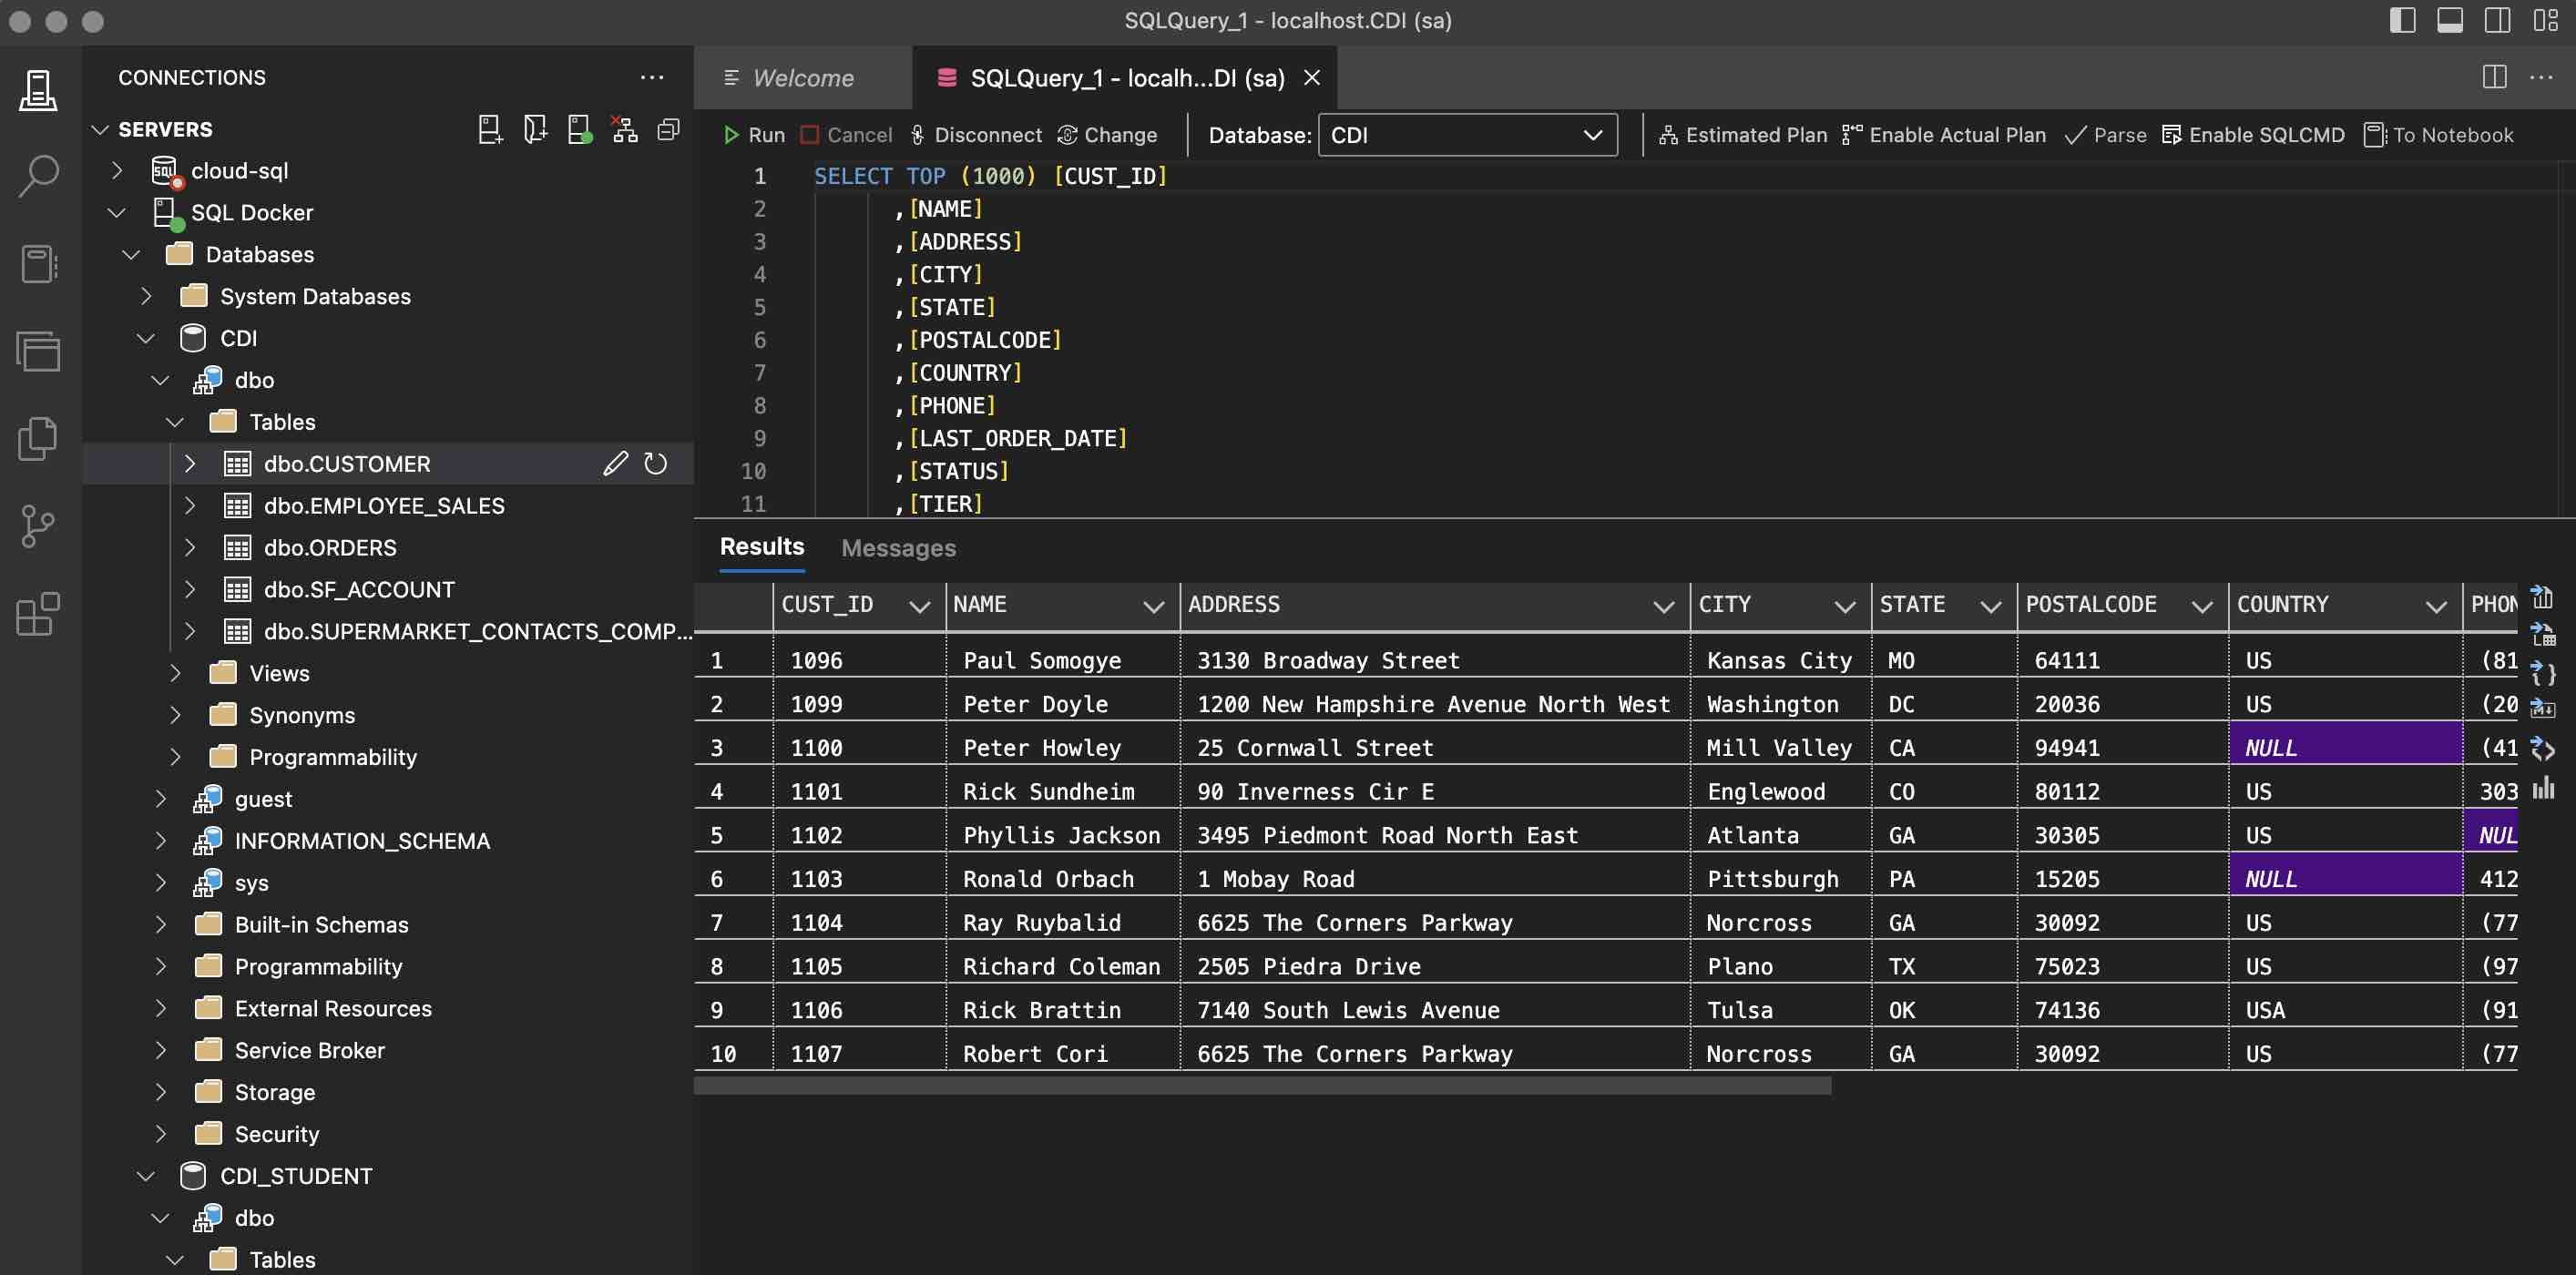 SQLQuery_1 - localhost.CDI (sa)
CONNECTIONS
SERVERS
cloud-sql
SQL Docker
Databases
System Databases
CDI
dbo
Tables
dbo.CUSTOMER
dbo.EMPLOYEE_SALES
dbo.ORDERS
dbo.SF_ACCOUNT
dbo.SUPERMARKET_CONTACTS_COMP...
Views
Synonyms
Programmability
guest
INFORMATION_SCHEMA
sys
Built-in Schemas
Programmability
External Resources
Service Broker
Storage
Security
CDI_STUDENT
dbo
Tables
Welcome
SQLQuery_1 - localh...DI (sa)
Run Cancel Disconnect Change Database: CDI Estimated Plan Enable Actual Plan Parse Enable SQLCMD To Notebook
1 SELECT TOP (1000) [CUST_ID]
2 ,[NAME]
3 ,[ADDRESS]
4 ,[CITY]
5 ,[STATE]
6 ,[POSTALCODE]
7 ,[COUNTRY]
8 ,[PHONE]
9 ,[LAST_ORDER_DATE]
10 ,[STATUS]
11 ,[TIER]
Results Messages
CUST_ID NAME ADDRESS CITY STATE POSTALCODE COUNTRY PHON
1 1096 Paul Somogye 3130 Broadway Street Kansas City MO 64111 US (81
2 1099 Peter Doyle 1200 New Hampshire Avenue North West Washington DC 20036 US (20
3 1100 Peter Howley 25 Cornwall Street Mill Valley CA 94941 NULL (41
4 1101 Rick Sundheim 90 Inverness Cir E Englewood CO 80112 US 303
5 1102 Phyllis Jackson 3495 Piedmont Road North East Atlanta GA 30305 US NUL
6 1103 Ronald Orbach 1 Mobay Road Pittsburgh PA 15205 NULL 412
7 1104 Ray Ruybalid 6625 The Corners Parkway Norcross GA 30092 US (77
8 1105 Richard Coleman 2505 Piedra Drive Plano TX 75023 US (97
9 1106 Rick Brattin 7140 South Lewis Avenue Tulsa OK 74136 USA (91
10 1107 Robert Cori 6625 The Corners Parkway Norcross GA 30092 US (77